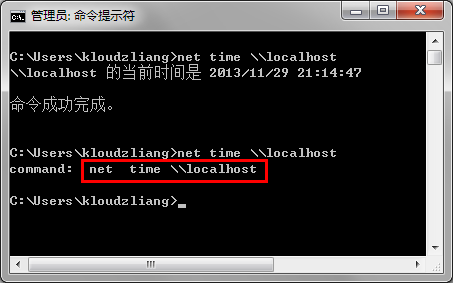 管理员: 命令提示符
C:\Users\kloudzliang>net time \\localhost
\\localhost 的当前时间是 2013/11/29 21:14:47
命令成功完成。
C:\Users\kloudzliang>net time \\localhost
command:  net  time \\localhost
C:\Users\kloudzliang>